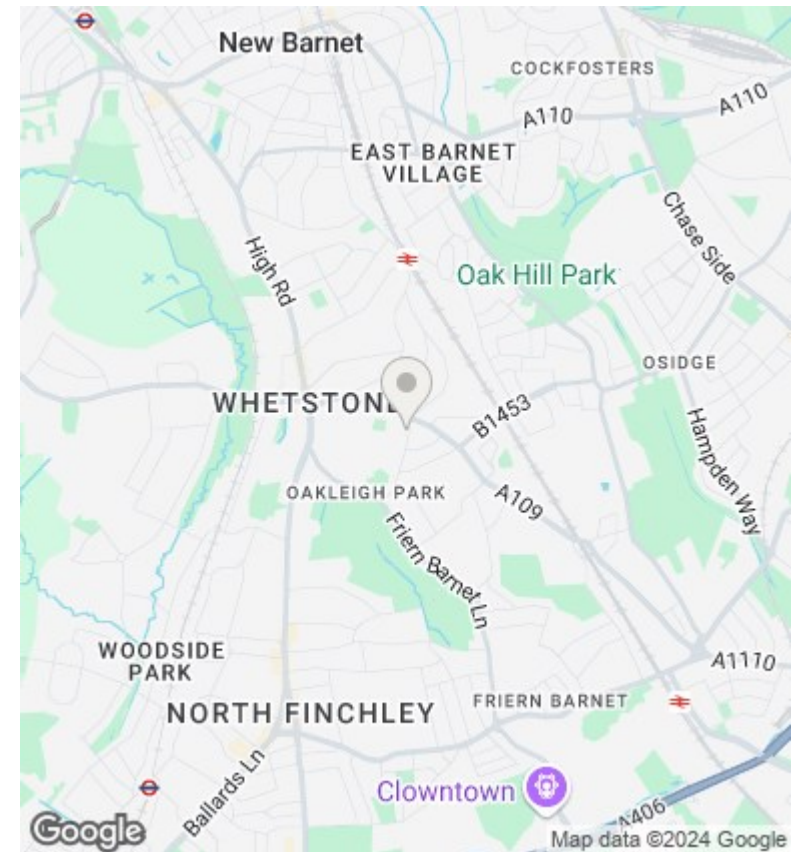 New Barnet
COCKFOSTERS
A110
A110
EAST BARNET
VILLAGE
High Rd
Chase Side
Oak Hill Park
OSIDGE
WHETSTONE
B1453
Hampden Way
OAKLEIGH PARK
A109
Friern Barnet Ln
WOODSIDE
PARK
A1110
NORTH FINCHLEY
FRIERN BARNET
Ballards Ln
Clowntown
A406
Google
Map data ©2024 Google